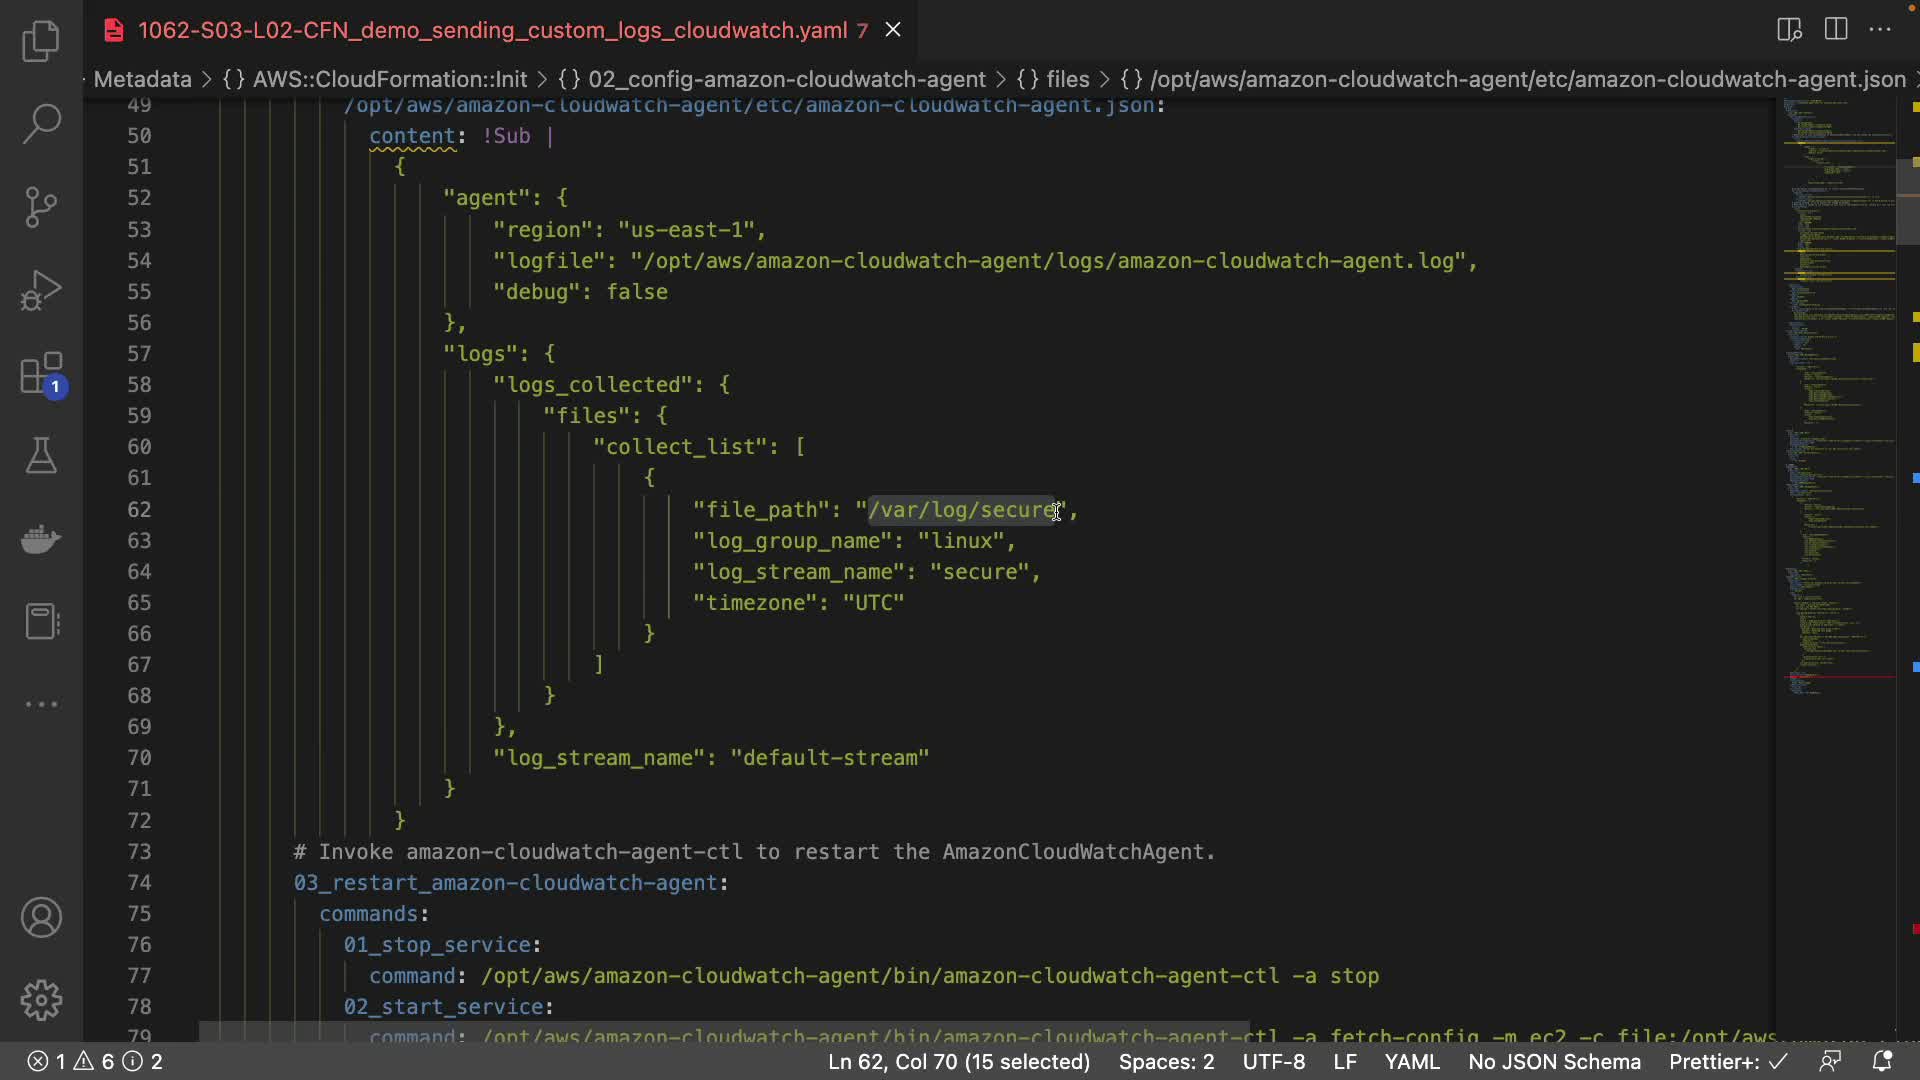 1062-S03-L02-CFN_demo_sending_custom_logs_cloudwatch.yaml 7
Metadata > {} AWS::CloudFormation::Init > {} 02_config-amazon-cloudwatch-agent > {} files > {} /opt/aws/amazon-cloudwatch-agent/etc/amazon-cloudwatch-agent.json >
49 /opt/aws/amazon-cloudwatch-agent/etc/amazon-cloudwatch-agent.json:
50 content: !Sub |
51 {
52 "agent": {
53 "region": "us-east-1",
54 "logfile": "/opt/aws/amazon-cloudwatch-agent/logs/amazon-cloudwatch-agent.log",
55 "debug": false
56 },
57 "logs": {
58 "logs_collected": {
59 "files": {
60 "collect_list": [
61 {
62 "file_path": "/var/log/secure",
63 "log_group_name": "linux",
64 "log_stream_name": "secure",
65 "timezone": "UTC"
66 }
67 ]
68 }
69 },
70 "log_stream_name": "default-stream"
71 }
72 }
73 # Invoke amazon-cloudwatch-agent-ctl to restart the AmazonCloudWatchAgent.
74 03_restart_amazon-cloudwatch-agent:
75 commands:
76 01_stop_service:
77 command: /opt/aws/amazon-cloudwatch-agent/bin/amazon-cloudwatch-agent-ctl -a stop
78 02_start_service:
79 command: /opt/aws/amazon-cloudwatch-agent/bin/amazon-cloudwatch-agent-ctl -a fetch-config -m ec2 -c file:/opt/aws
1
1 6 2 Ln 62, Col 70 (15 selected) Spaces: 2 UTF-8 LF YAML No JSON Schema Prettier+: ✓